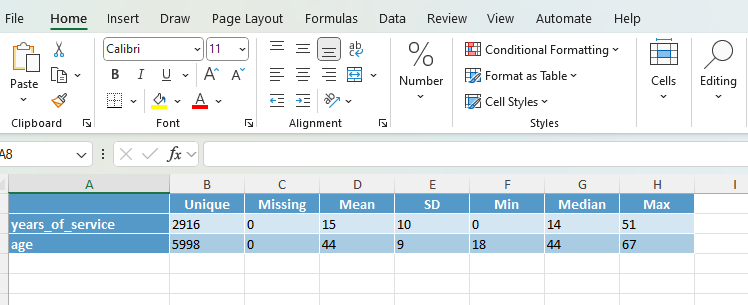 File Home Insert Draw Page Layout Formulas Data Review View Automate Help
Calibri 11
Paste B I U A A ab c Number Conditional Formatting Format as Table Cell Styles Cells Editing
A A
Clipboard Font Alignment Styles
A8 fx
A B C D E F G H I
Unique Missing Mean SD Min Median Max
years_of_service 2916 0 15 10 0 14 51
age 5998 0 44 9 18 44 67